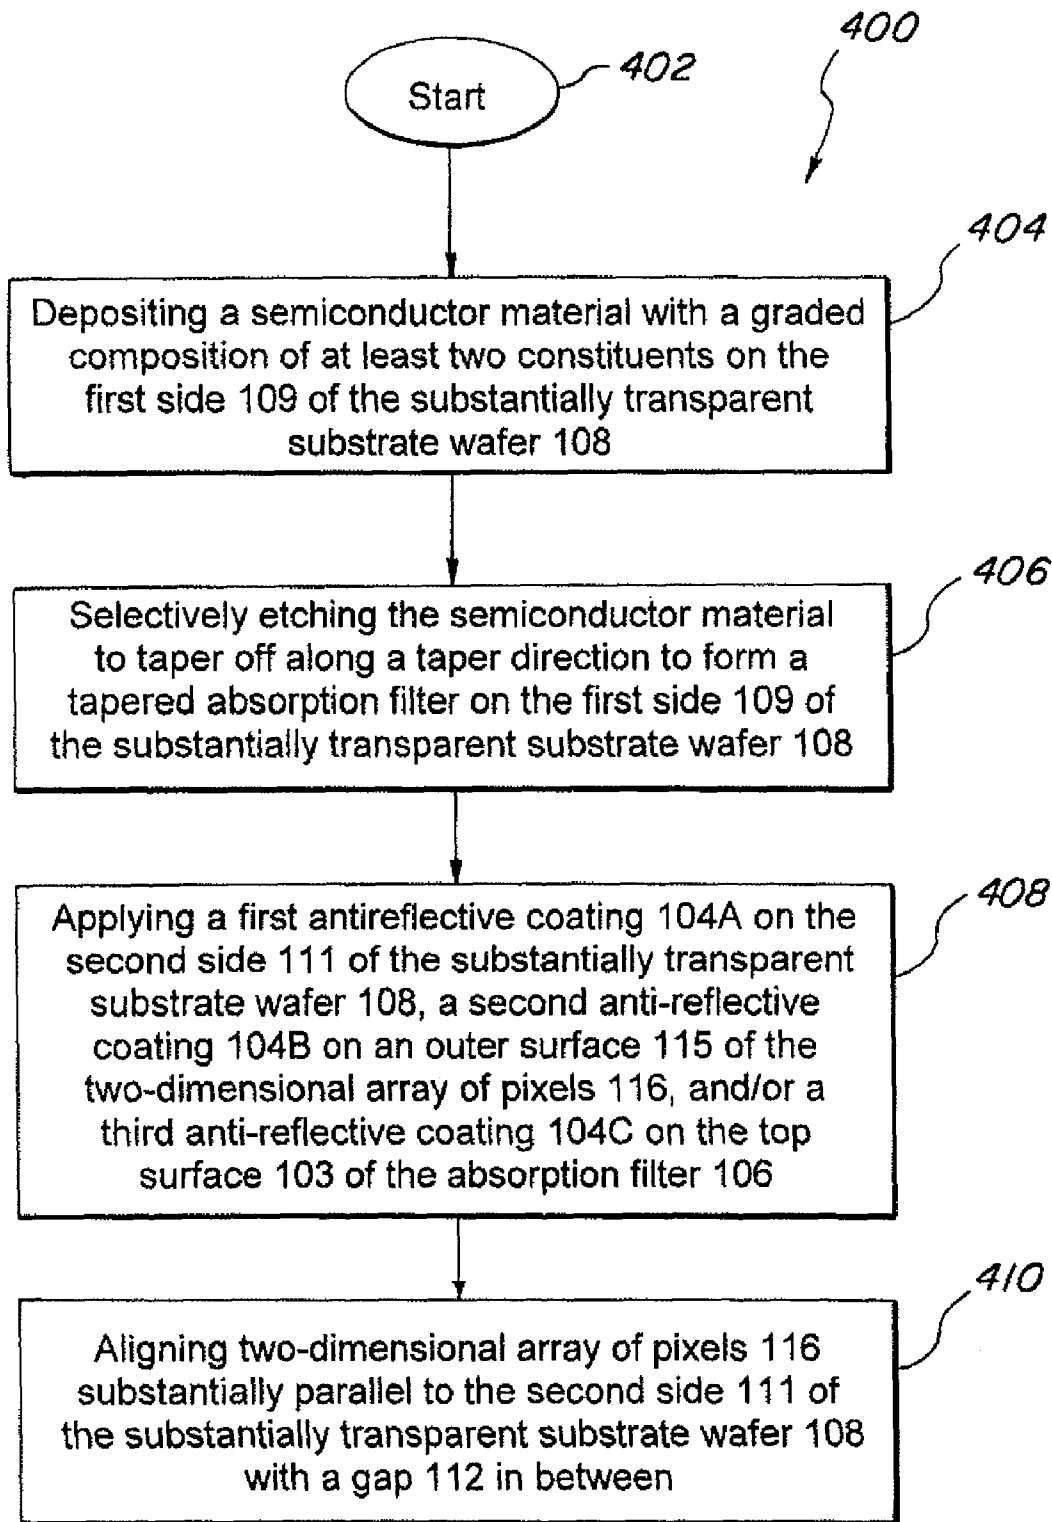 400
402
Start
404
Depositing a semiconductor material with a graded
composition of at least two constituents on the
first side 109 of the substantially transparent
substrate wafer 108
406
Selectively etching the semiconductor material
to taper off along a taper direction to form a
tapered absorption filter on the first side 109 of
the substantially transparent substrate wafer 108
408
Applying a first antireflective coating 104A on the
second side 111 of the substantially transparent
substrate wafer 108, a second anti-reflective
coating 104B on an outer surface 115 of the
two-dimensional array of pixels 116, and/or a
third anti-reflective coating 104C on the top
surface 103 of the absorption filter 106
410
Aligning two-dimensional array of pixels 116
substantially parallel to the second side 111 of
the substantially transparent substrate wafer 108
with a gap 112 in between